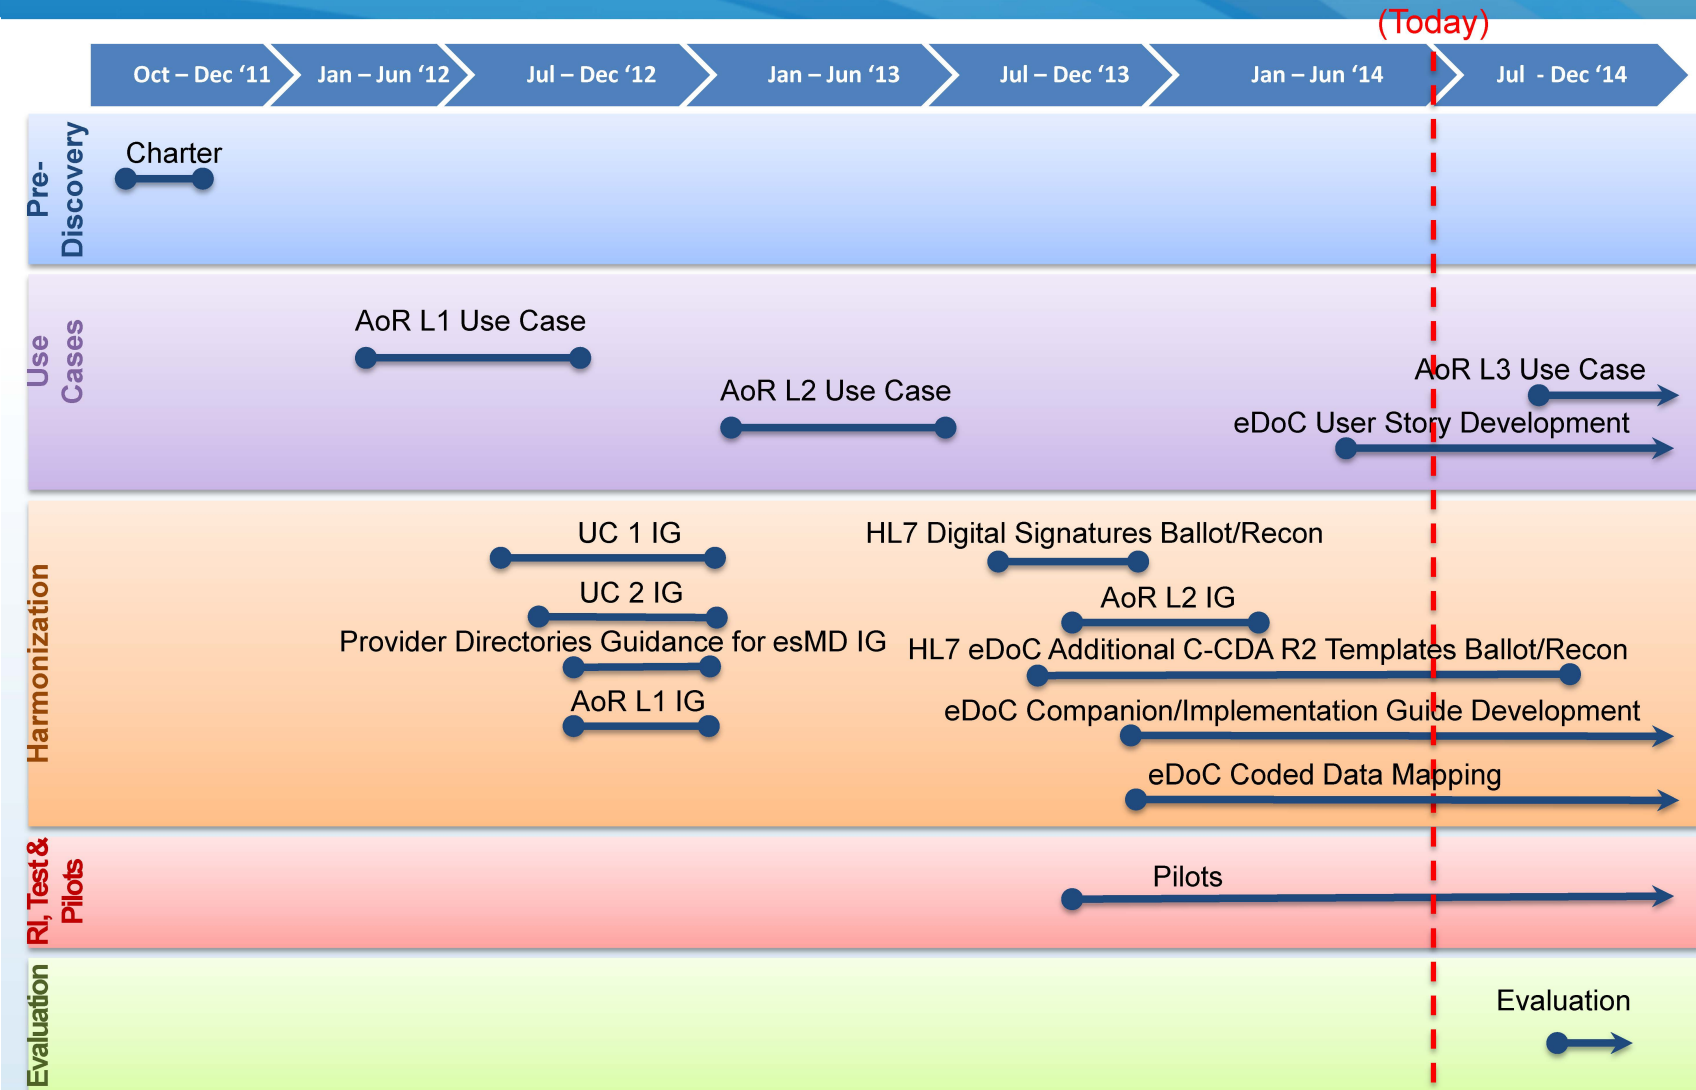 (Today)
Oct – Dec ‘11
Jan – Jun ‘12
Jul – Dec ‘12
Jan – Jun ‘13
Jul – Dec ‘13
Jan – Jun ‘14
Jul  - Dec ‘14
Pre-
Discovery
Charter
Use
Cases
AoR L1 Use Case
AoR L2 Use Case
AoR L3 Use Case
eDoC User Story Development
Harmonization
UC 1 IG
UC 2 IG
Provider Directories Guidance for esMD IG
AoR L1 IG
HL7 Digital Signatures Ballot/Recon
AoR L2 IG
HL7 eDoC Additional C-CDA R2 Templates Ballot/Recon
eDoC Companion/Implementation Guide Development
eDoC Coded Data Mapping
RI, Test &
Pilots
Pilots
Evaluation
Evaluation